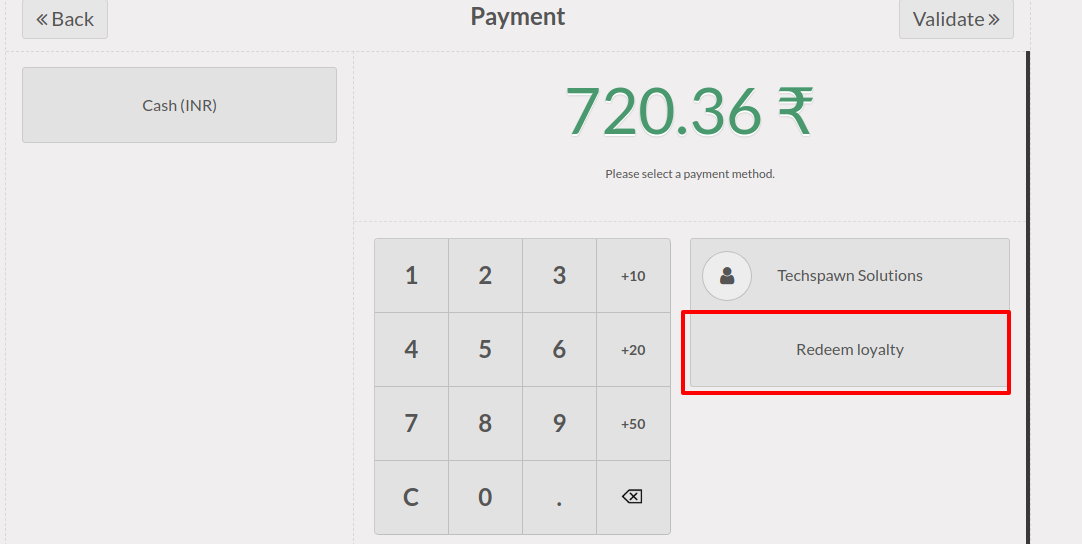 « Back
Payment
Validate »
Cash (INR)
720.36 ₹
Please select a payment method.
1 2 3 +10
Techspawn Solutions
4 5 6 +20
Redeem loyalty
7 8 9 +50
C 0 .